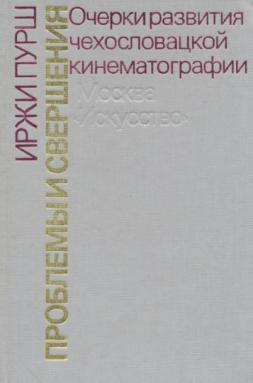 ИРЖИ ПУРШ
ПРОБЛЕМЫ И СВЕРШЕНИЯ
Очерки развития
чехословацкой
кинематографии
Москва
«Искусство»